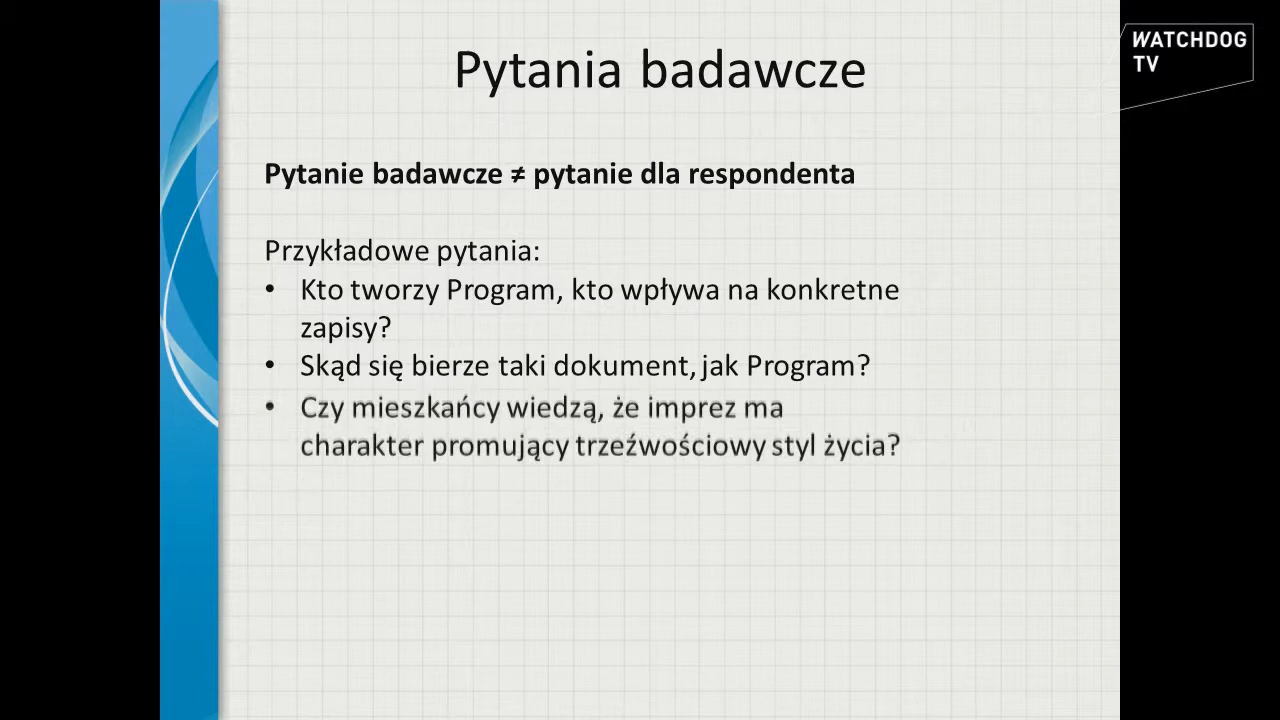 Pytania badawcze
WATCHDOG
TV
Pytanie badawcze ≠ pytanie dla respondenta
Przykładowe pytania:
• Kto tworzy Program, kto wpływa na konkretne
zapisy?
• Skąd się bierze taki dokument, jak Program?
• Czy mieszkańcy wiedzą, że imprez ma
charakter promujący trzeźwościowy styl życia?